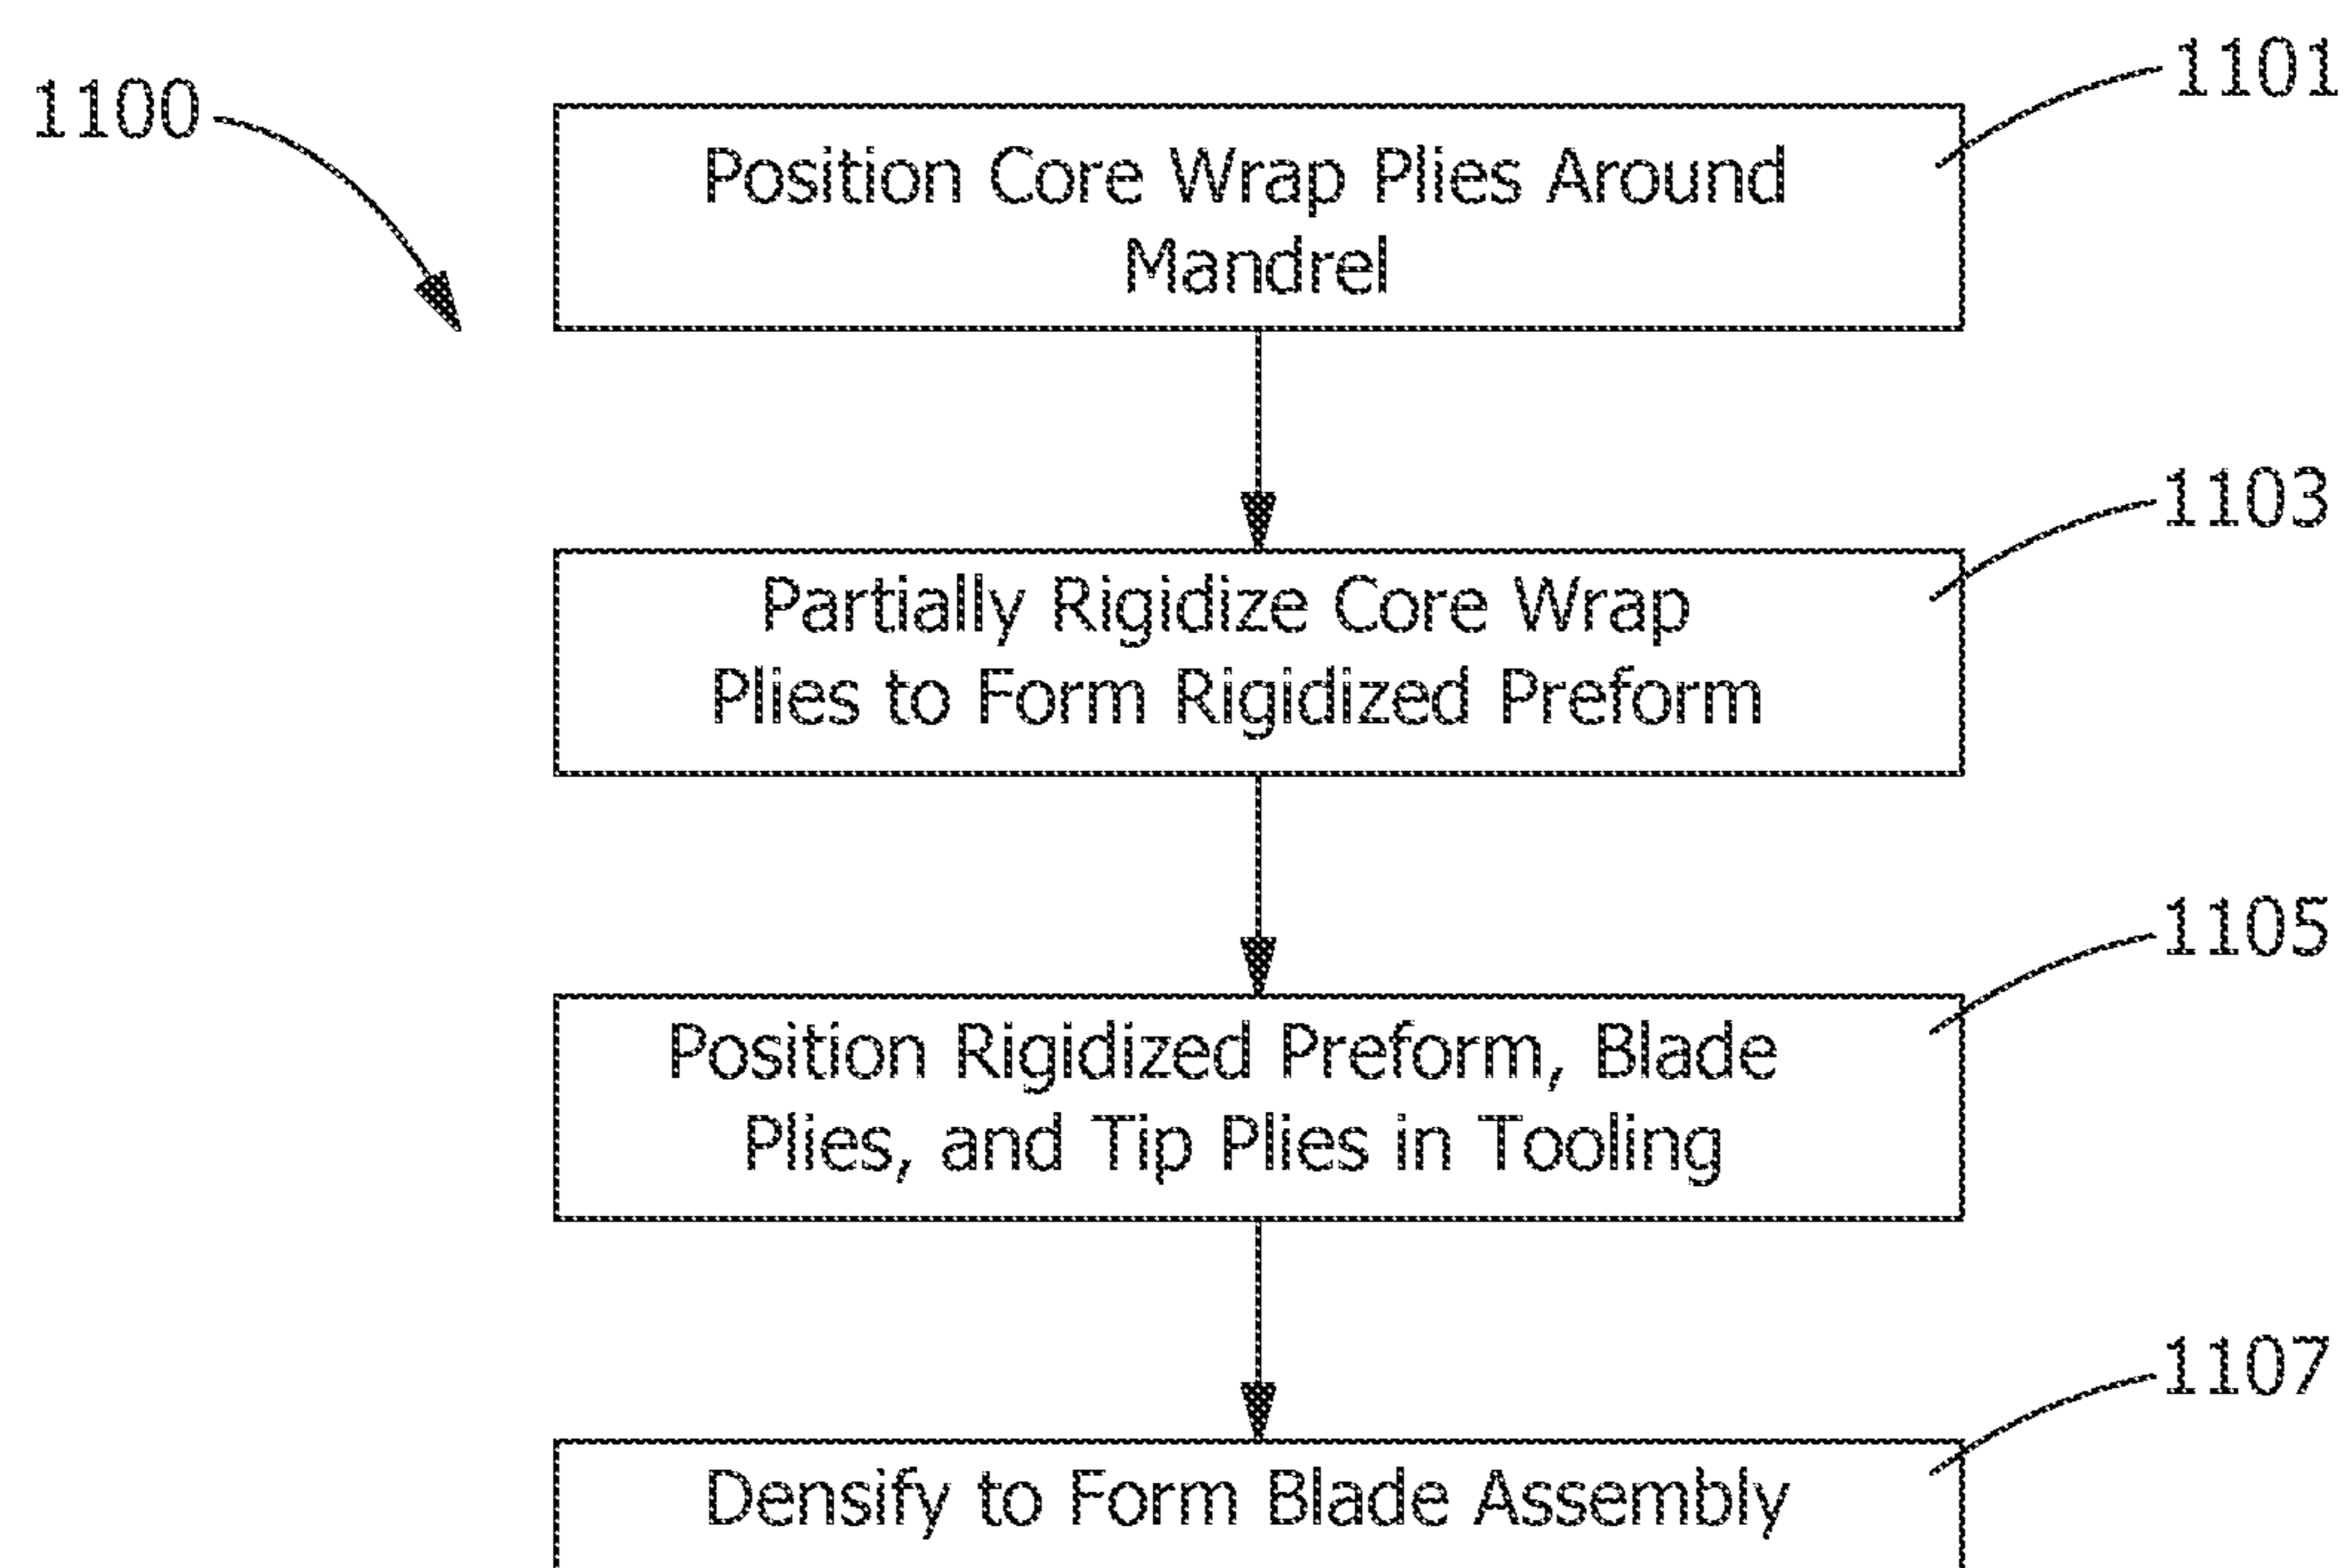 1100
1101
Position Core Wrap Plies Around
Mandrel
1103
Partially Rigidize Core Wrap
Plies to Form Rigidized Preform
1105
Position Rigidized Preform, Blade
Plies, and Tip Plies in Tooling
1107
Densify to Form Blade Assembly